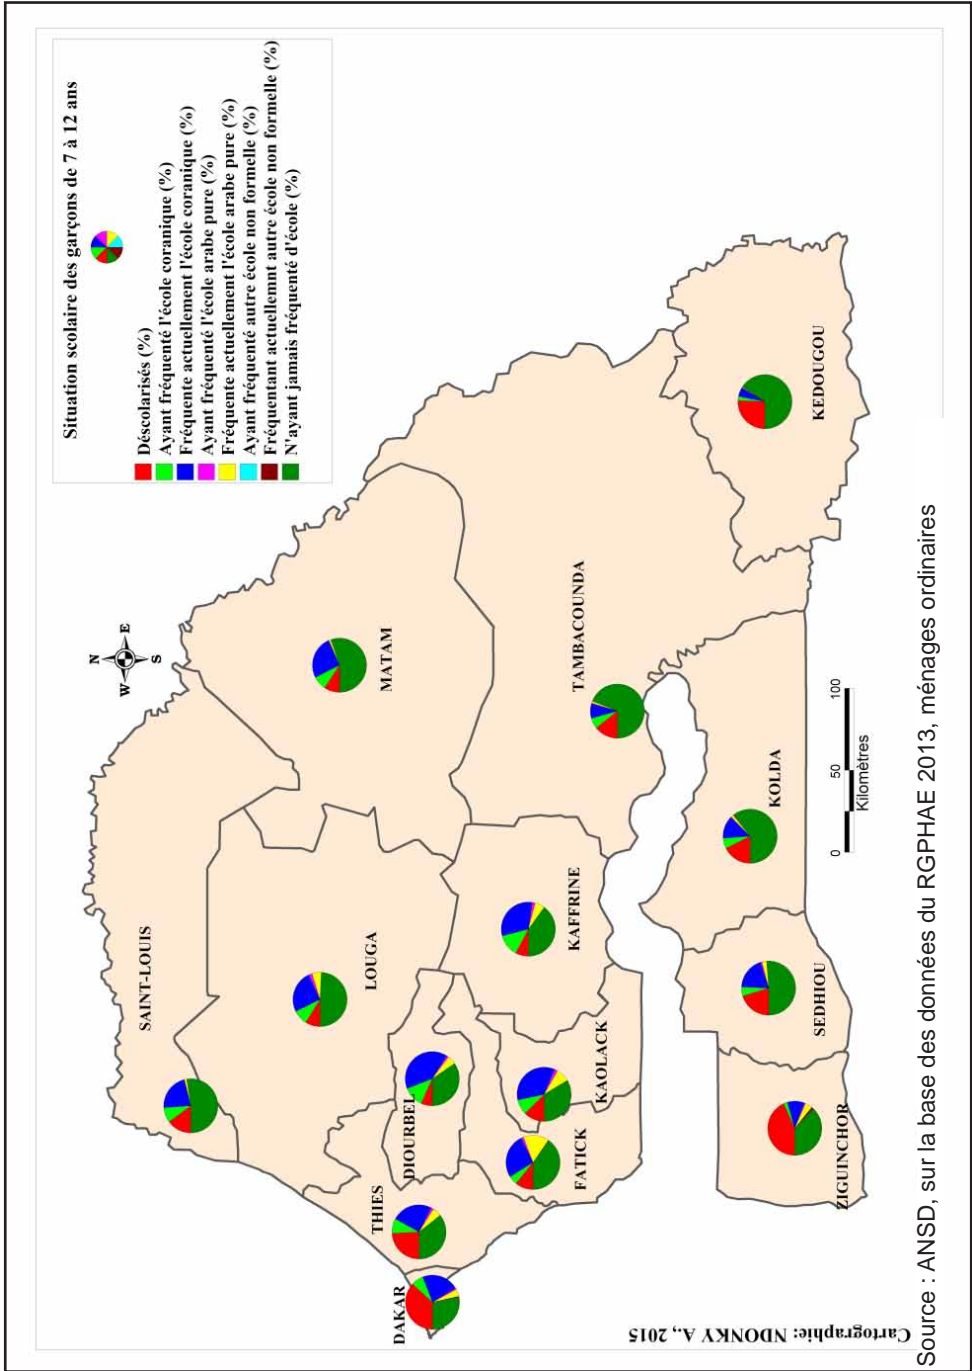 Situation scolaire des garçons de 7 à 12 ans
Déscolarisés (%)
Ayant fréquenté l'école coranique (%)
Fréquente actuellement l'école coranique (%)
Ayant fréquenté l'école arabe pure (%)
Fréquente actuellement l'école arabe pure (%)
Ayant fréquenté autre école non formelle (%)
Fréquentant actuellemnt autre école non formelle (%)
N'ayant jamais fréquenté d'école (%)
N
W E
S
SAINT-LOUIS
MATAM
LOUGA
DAKAR
THIES
DIOURBEL
FATICK
KAOLACK
KAFFRINE
TAMBACOUNDA
ZIGUINCHOR
SEDHIOU
KOLDA
KEDOUGOU
0 50 100
Kilomètres
Cartographie: NDONKY A., 2015
Source : ANSD, sur la base des données du RGPHAE 2013, ménages ordinaires